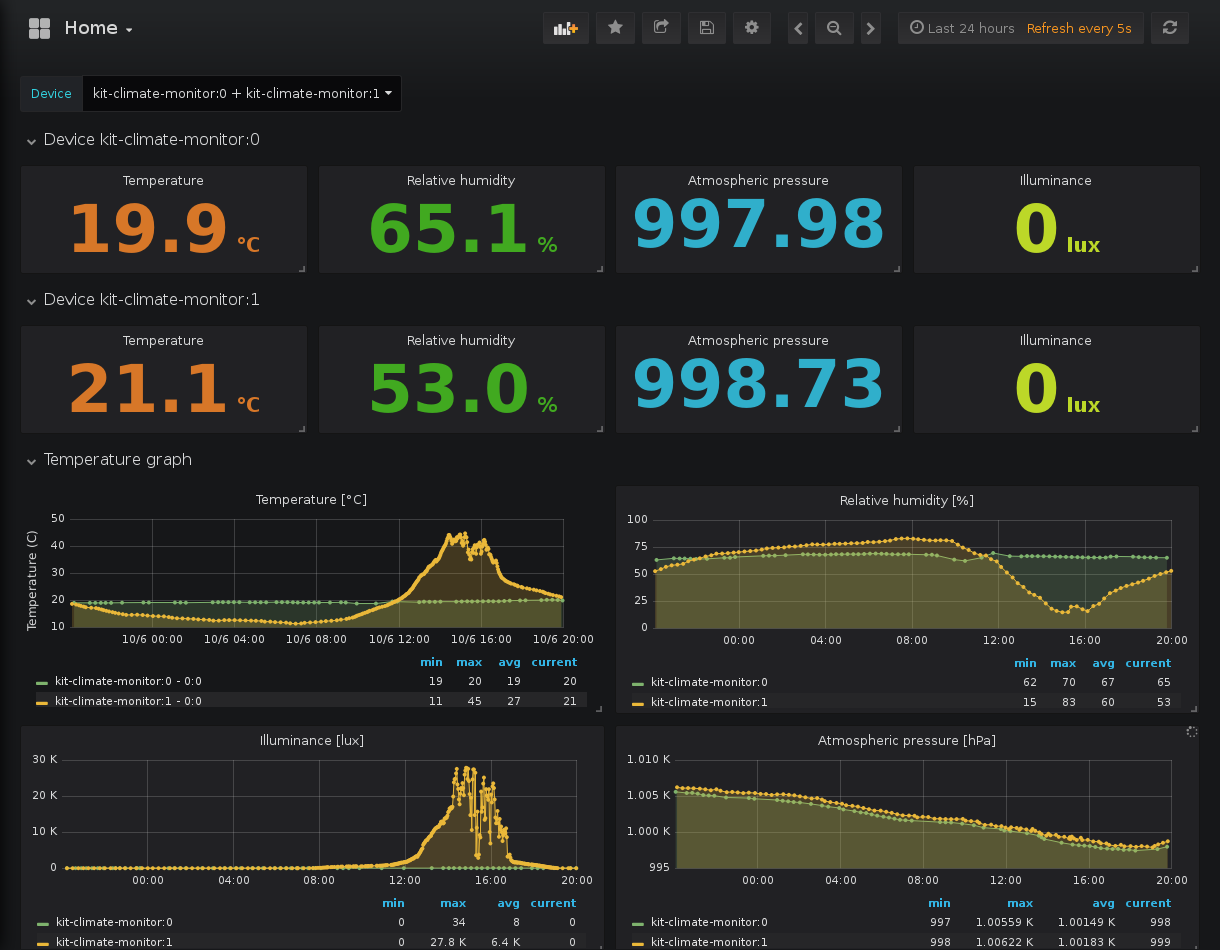 Home
Last 24 hours Refresh every 5s
Device kit-climate-monitor:0 + kit-climate-monitor:1
Device kit-climate-monitor:0
Temperature Relative humidity Atmospheric pressure Illuminance
19.9 °C 65.1 % 997.98 0 lux
Device kit-climate-monitor:1
Temperature Relative humidity Atmospheric pressure Illuminance
21.1 °C 53.0 % 998.73 0 lux
Temperature graph
Temperature [°C]
Temperature (C)
50
40
30
20
10
10/6 00:00 10/6 04:00 10/6 08:00 10/6 12:00 10/6 16:00 10/6 20:00
min max avg current
kit-climate-monitor:0 - 0:0 19 20 19 20
kit-climate-monitor:1 - 0:0 11 45 27 21
Relative humidity [%]
100
75
50
25
0
00:00 04:00 08:00 12:00 16:00 20:00
min max avg current
kit-climate-monitor:0 62 70 67 65
kit-climate-monitor:1 15 83 60 53
Illuminance [lux]
30 K
20 K
10 K
0
00:00 04:00 08:00 12:00 16:00 20:00
min max avg current
kit-climate-monitor:0 0 34 8 0
kit-climate-monitor:1 0 27.8 K 6.4 K 0
Atmospheric pressure [hPa]
1.010 K
1.005 K
1.000 K
995
00:00 04:00 08:00 12:00 16:00 20:00
min max avg current
kit-climate-monitor:0 997 1.00559 K 1.00149 K 998
kit-climate-monitor:1 998 1.00622 K 1.00183 K 999